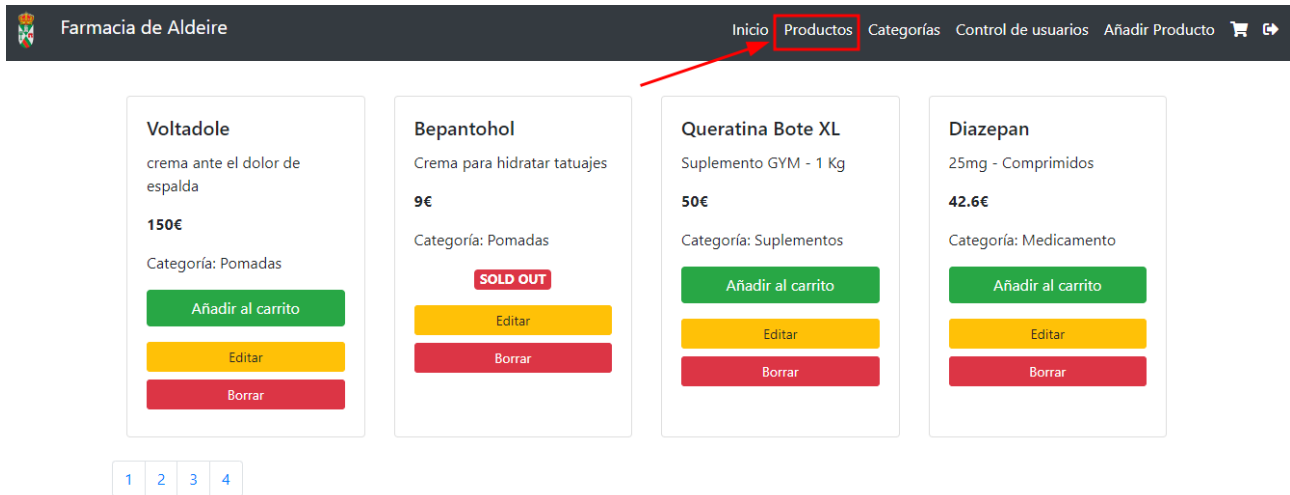 Farmacia de Aldeire
Inicio Productos Categorías Control de usuarios Añadir Producto
Voltadole
crema ante el dolor de
espalda
150€
Categoría: Pomadas
Añadir al carrito
Editar
Borrar
Bepantohol
Crema para hidratar tatuajes
9€
Categoría: Pomadas
SOLD OUT
Editar
Borrar
Queratina Bote XL
Suplemento GYM - 1 Kg
50€
Categoría: Suplementos
Añadir al carrito
Editar
Borrar
Diazepan
25mg - Comprimidos
42.6€
Categoría: Medicamento
Añadir al carrito
Editar
Borrar
1 2 3 4